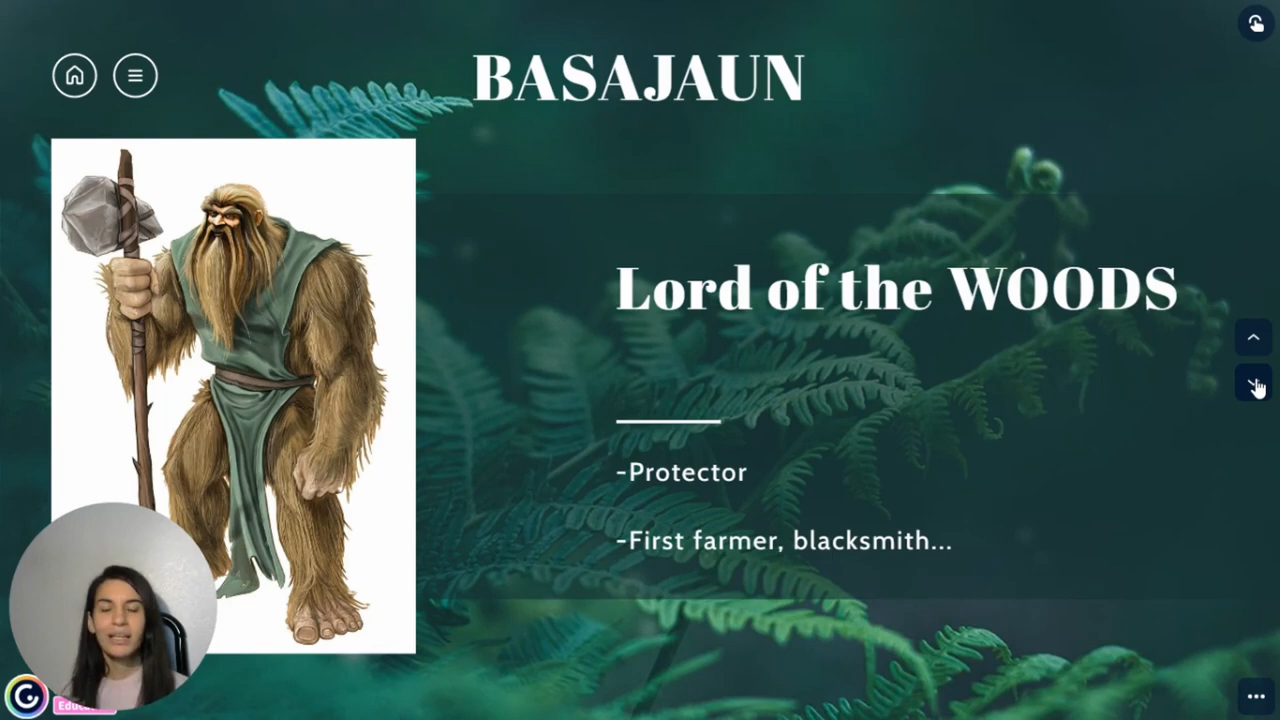 BASAJAUN
Lord of the WOODS
-Protector
-First farmer, blacksmith...